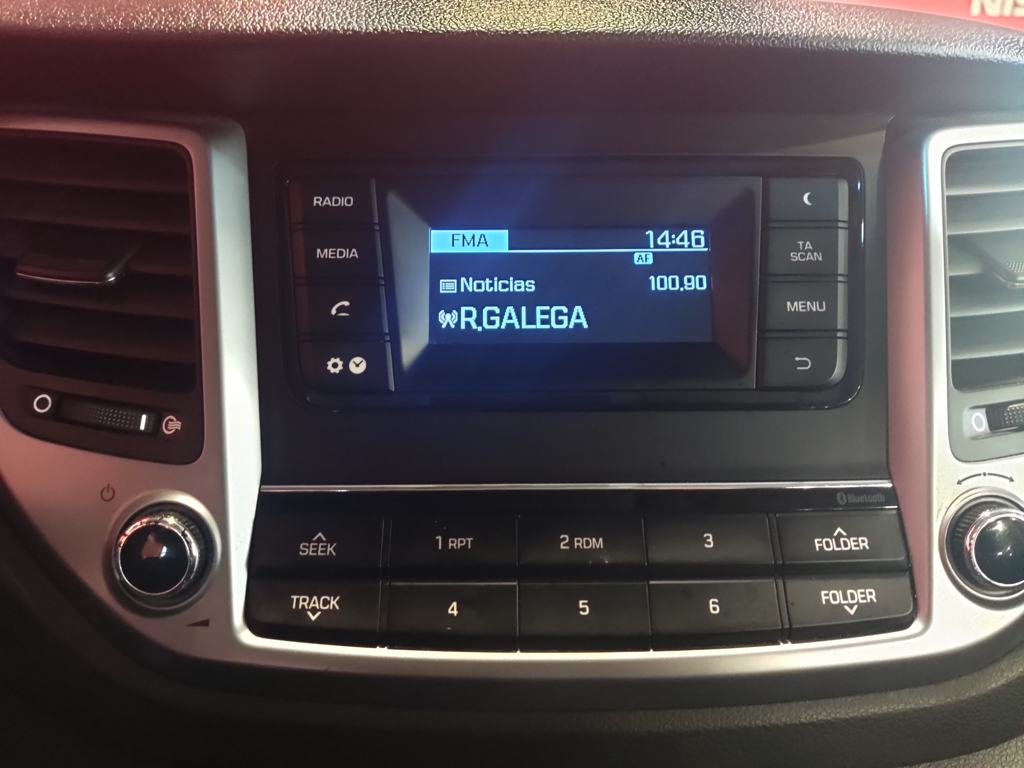 RADIO
MEDIA
FMA 14:46
AF
Noticias 100.90
R.GALEGA
TA
SCAN
MENU
Bluetooth
SEEK
1 RPT
2 RDM
3
FOLDER
TRACK
4
5
6
FOLDER